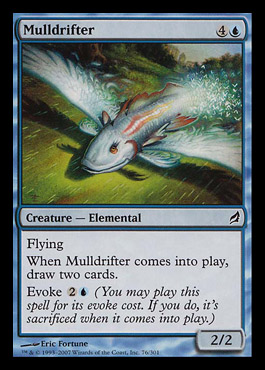 Mulldrifter 4
Creature — Elemental
Flying
When Mulldrifter comes into play,
draw two cards.
Evoke 2 (You may play this
spell for its evoke cost. If you do, it's
sacrificed when it comes into play.)
Eric Fortune
2/2
™ & © 1993-2007 Wizards of the Coast, Inc. 76/301